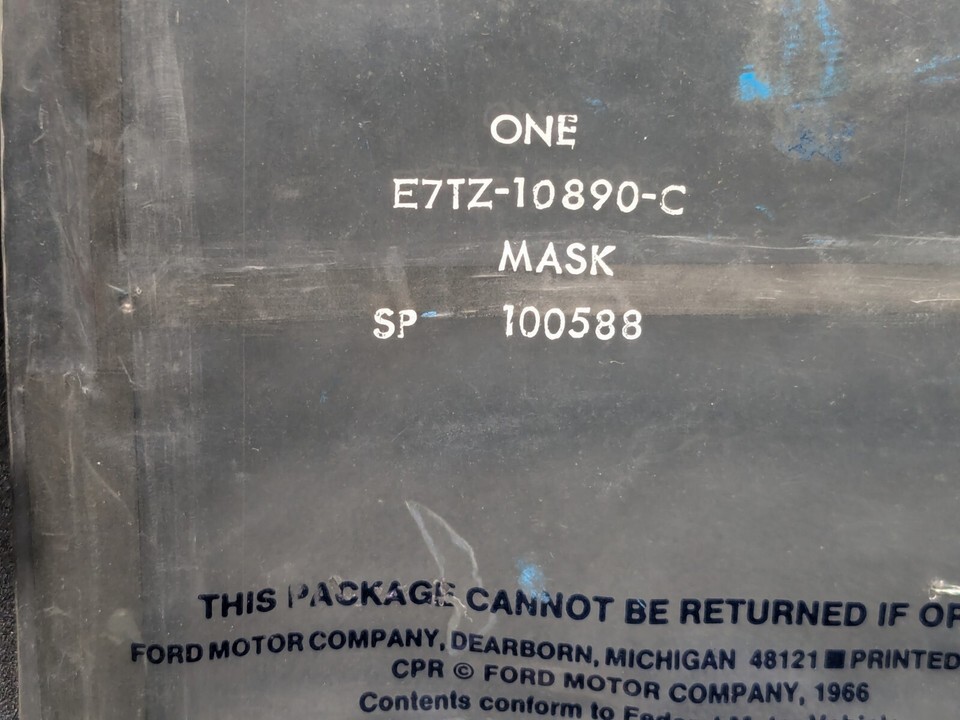 ONE
E7TZ-10890-C
MASK
SP 100588
THIS PACKAGE CANNOT BE RETURNED IF OP
FORD MOTOR COMPANY, DEARBORN, MICHIGAN 48121 ■ PRINTED
CPR © FORD MOTOR COMPANY, 1966
Contents conform to